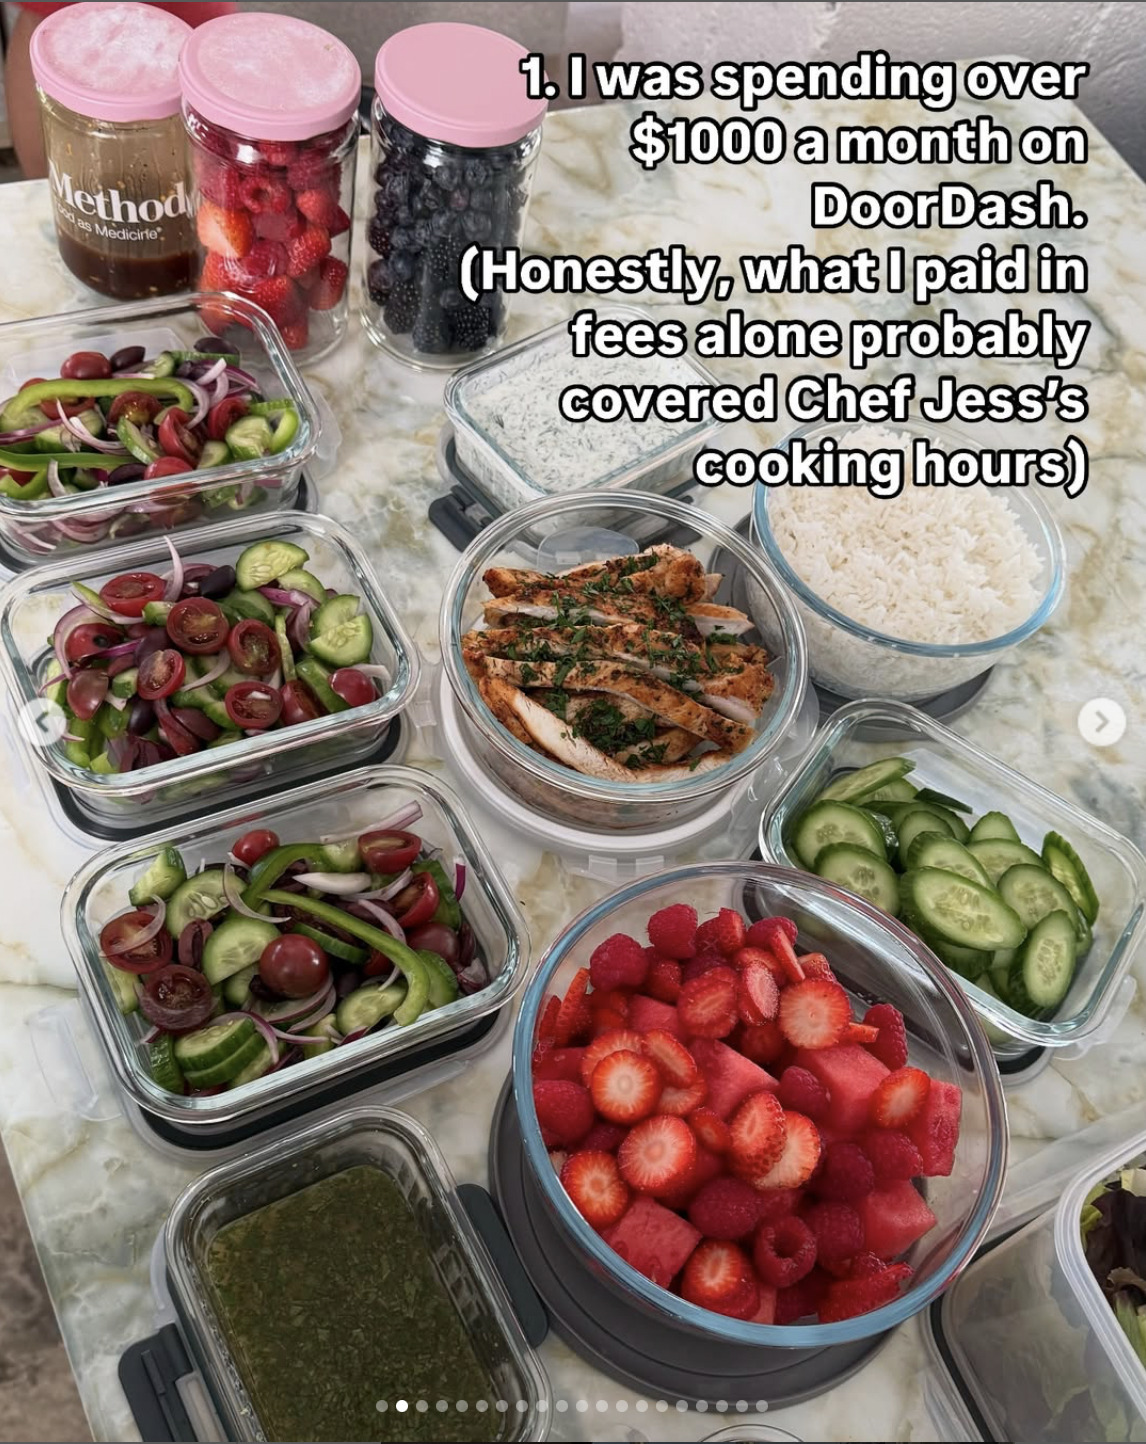 1. I was spending over
$1000 a month on
DoorDash.
(Honestly, what I paid in
fees alone probably
covered Chef Jess’s
cooking hours)
Method
Food as Medicine